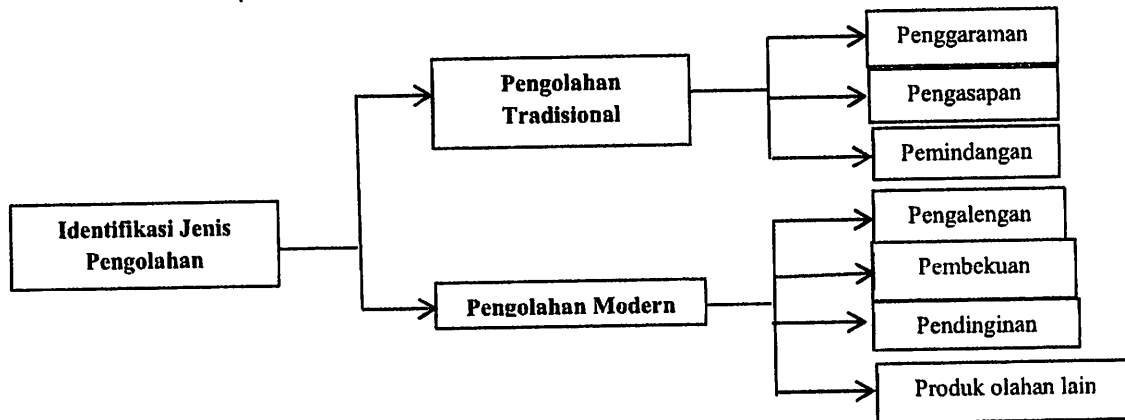 Identifikasi Jenis
Pengolahan
Pengolahan
Tradisional
Penggaraman
Pengasapan
Pemindangan
Pengolahan Modern
Pengalengan
Pembekuan
Pendinginan
Produk olahan lain